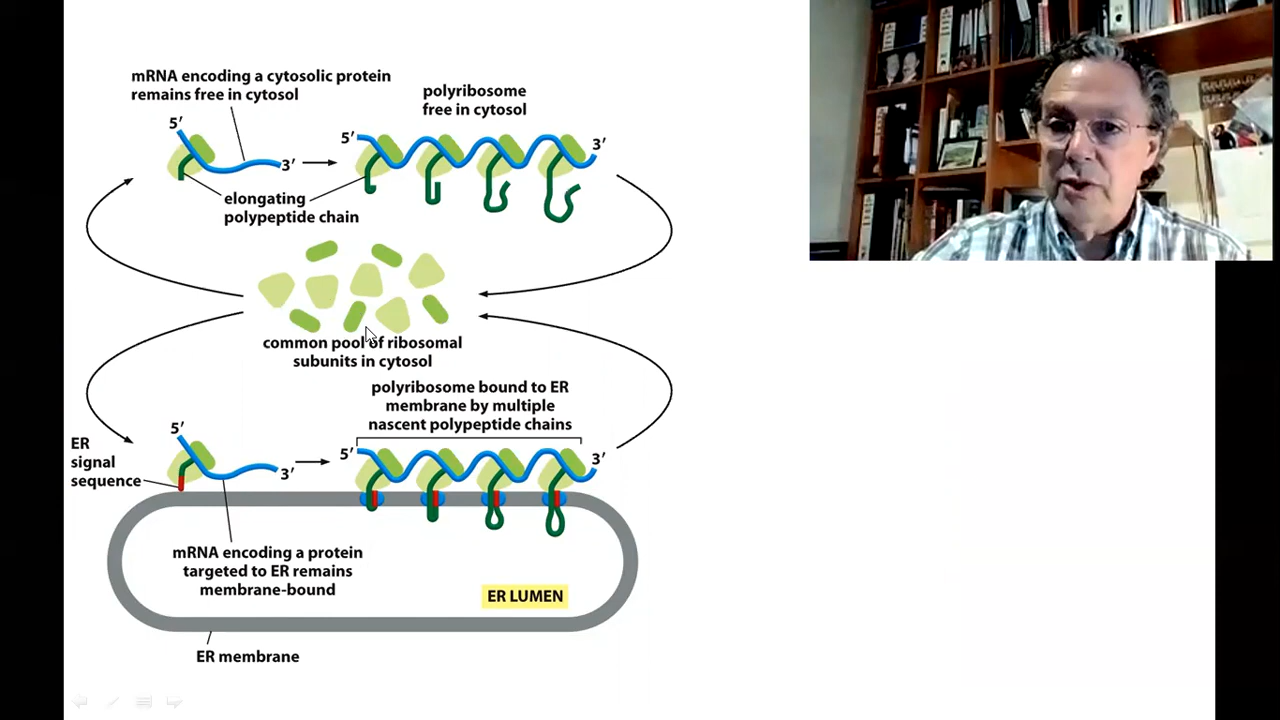 mRNA encoding a cytosolic protein
remains free in cytosol
polyribosome
free in cytosol
5′
3′
5′
3′
elongating
polypeptide chain
common pool of ribosomal
subunits in cytosol
polyribosome bound to ER
membrane by multiple
nascent polypeptide chains
ER
signal
sequence
5′
3′
5′
3′
mRNA encoding a protein
targeted to ER remains
membrane-bound
ER LUMEN
ER membrane